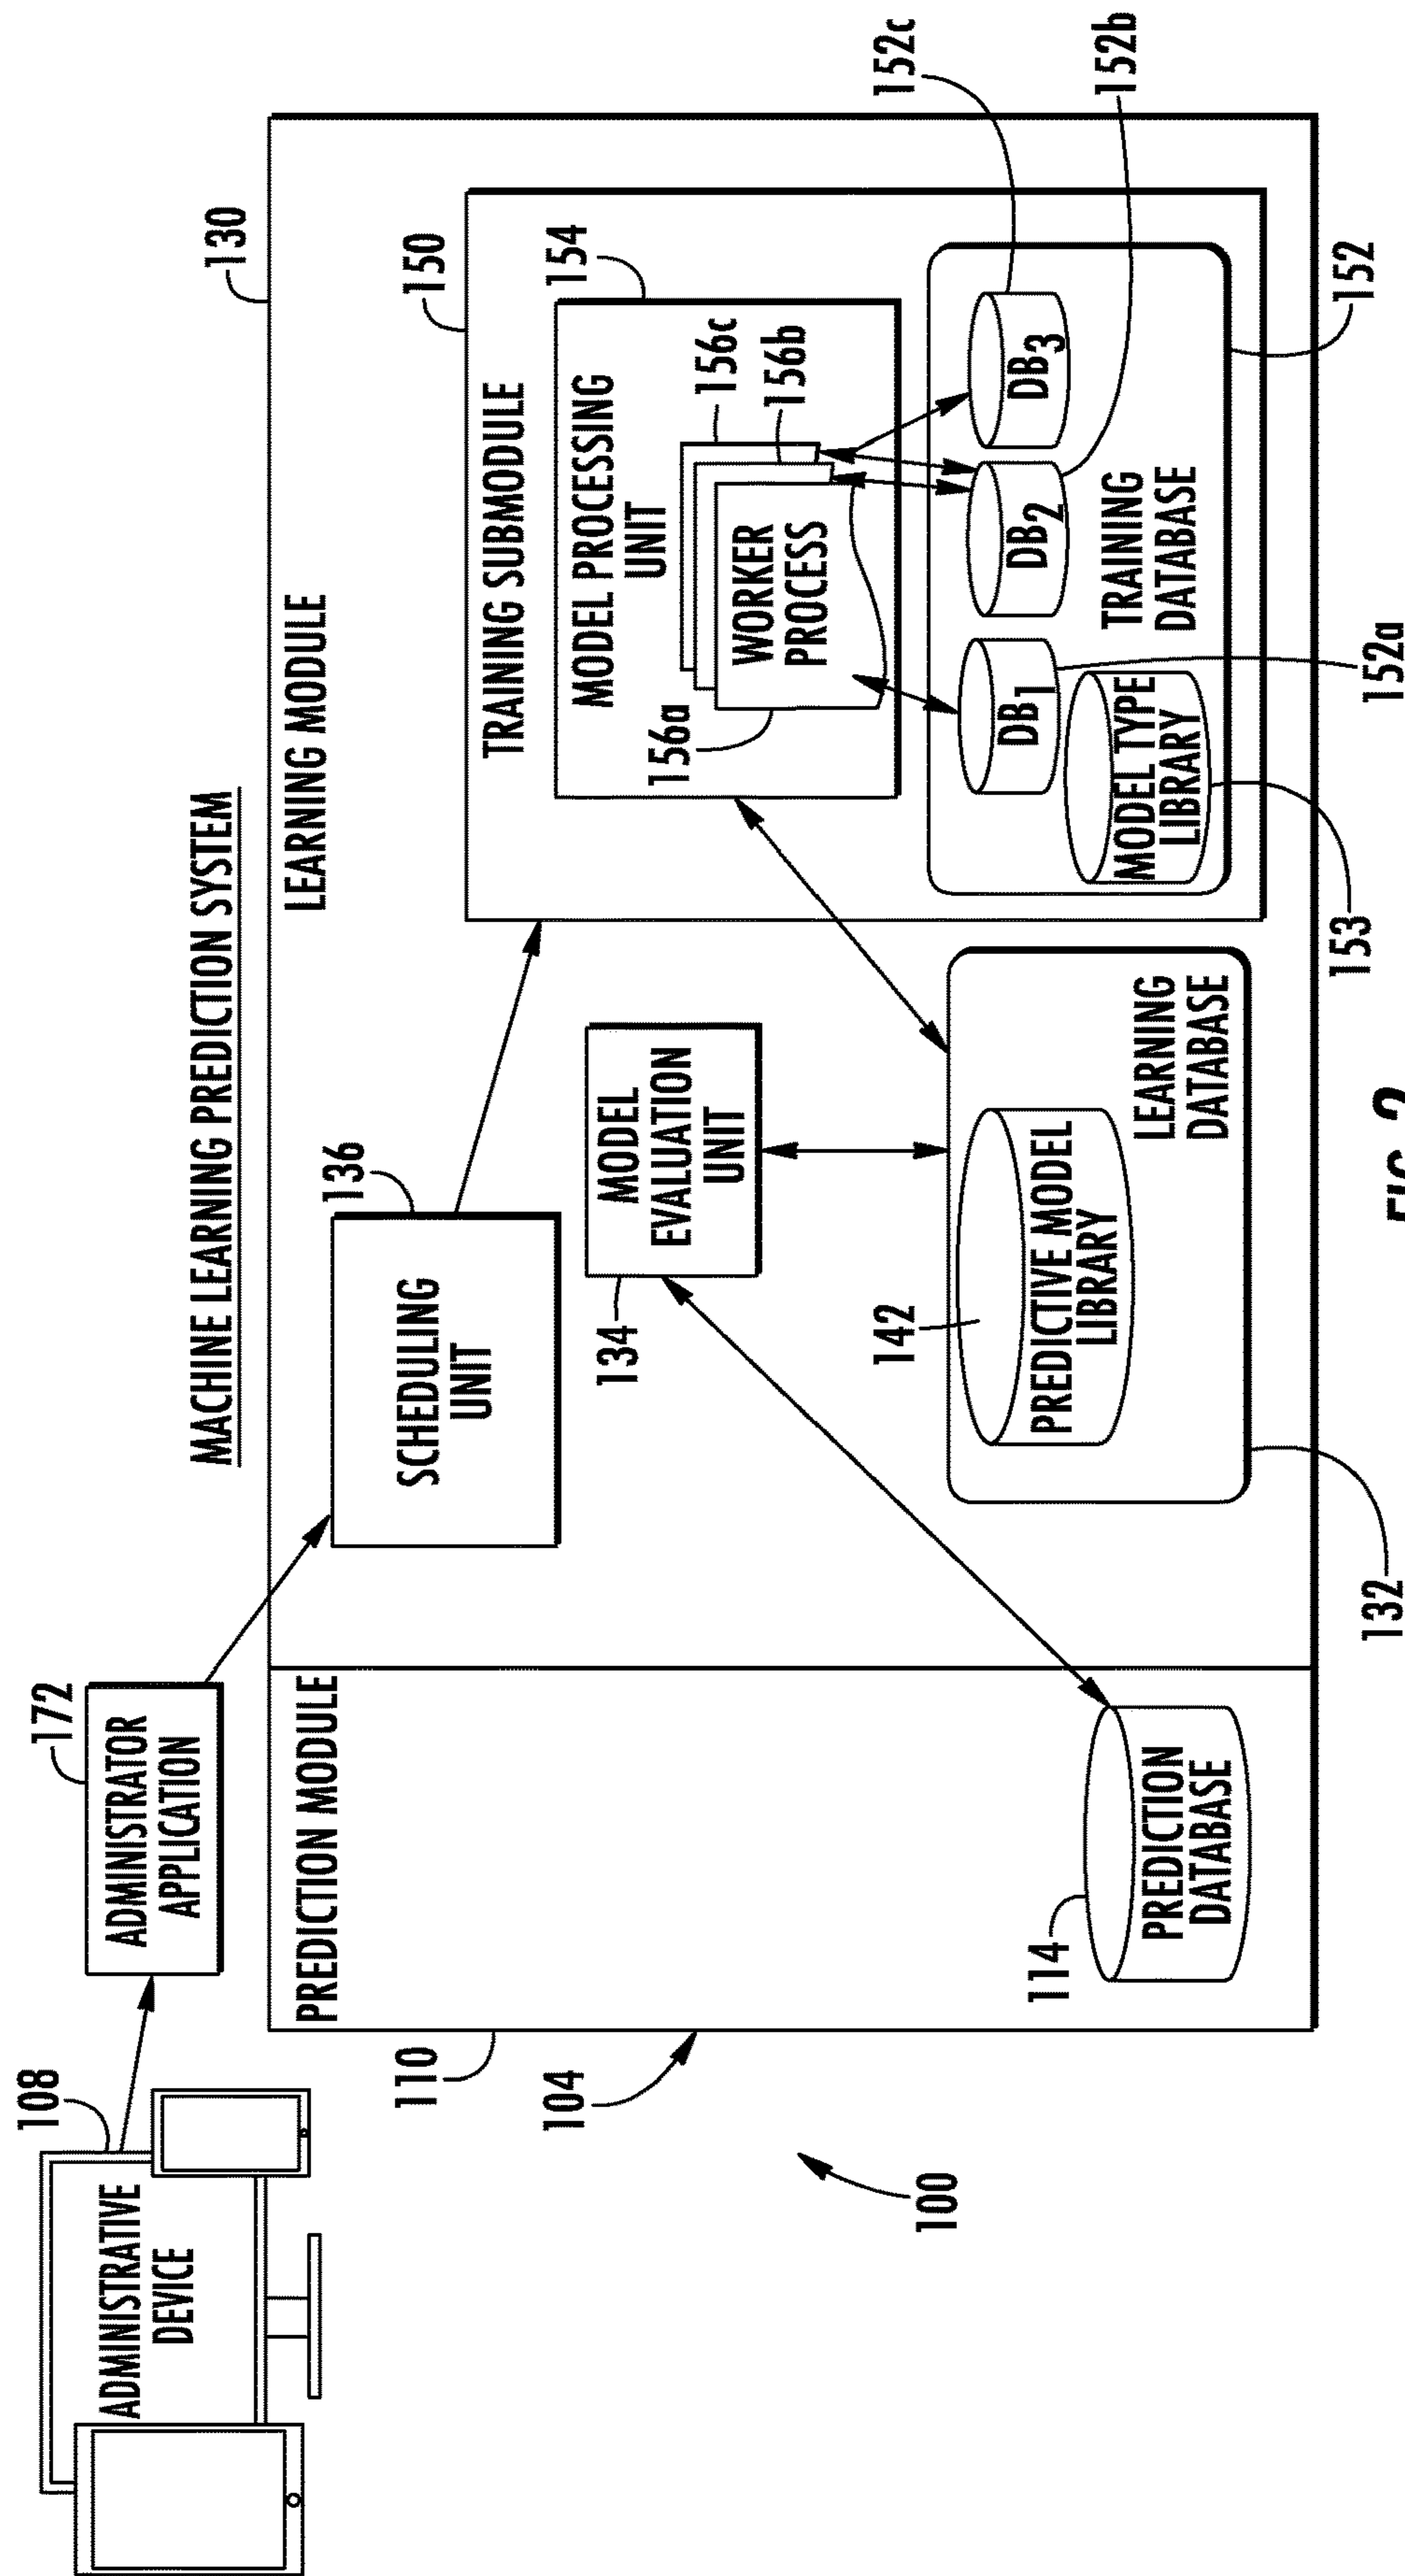 MACHINE LEARNING PREDICTION SYSTEM
108
ADMINISTRATIVE
DEVICE
172
ADMINISTRATOR
APPLICATION
110
104
100
PREDICTION MODULE
114
PREDICTION
DATABASE
130
LEARNING MODULE
136
SCHEDULING
UNIT
134
MODEL
EVALUATION
UNIT
142
PREDICTIVE MODEL
LIBRARY
LEARNING
DATABASE
132
150
TRAINING SUBMODULE
154
MODEL PROCESSING
UNIT
156c
156b
156a
WORKER
PROCESS
DB1
DB2
DB3
MODEL TYPE
LIBRARY
TRAINING
DATABASE
152c
152b
152a
152
153
FIG. 2